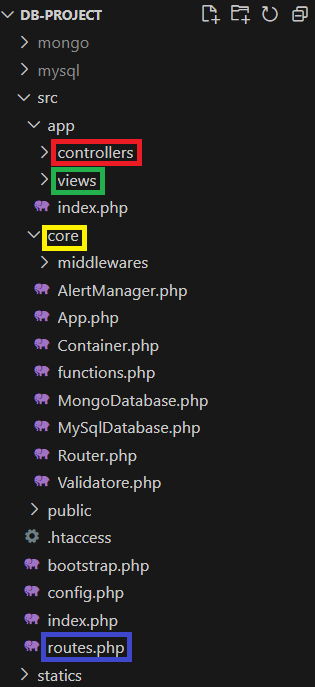 DB-PROJECT
mongo
mysql
src
app
controllers
views
index.php
core
middlewares
AlertManager.php
App.php
Container.php
functions.php
MongoDatabase.php
MySqlDatabase.php
Router.php
Validatore.php
public
.htaccess
bootstrap.php
config.php
index.php
routes.php
statics